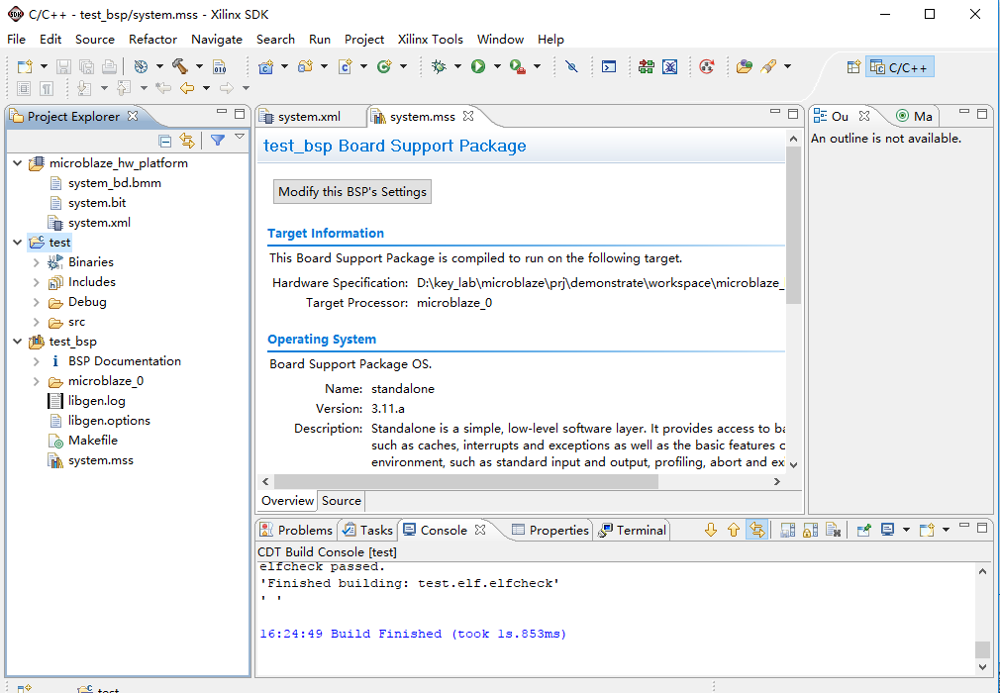 C/C++ - test_bsp/system.mss - Xilinx SDK
File Edit Source Refactor Navigate Search Run Project Xilinx Tools Window Help
C/C++
Project Explorer
microblaze_hw_platform
system_bd.bmm
system.bit
system.xml
test
Binaries
Includes
Debug
src
test_bsp
BSP Documentation
microblaze_0
libgen.log
libgen.options
Makefile
system.mss
system.xml
system.mss
test_bsp Board Support Package
Modify this BSP's Settings
Target Information
This Board Support Package is compiled to run on the following target.
Hardware Specification: D:\key_lab\microblaze\prj\demonstrate\workspace\microblaze_
Target Processor: microblaze_0
Operating System
Board Support Package OS.
Name: standalone
Version: 3.11.a
Description: Standalone is a simple, low-level software layer. It provides access to ba
such as caches, interrupts and exceptions as well as the basic features o
environment, such as standard input and output, profiling, abort and ex
Overview Source
Ou Ma
An outline is not available.
Problems Tasks Console Properties Terminal
CDT Build Console [test]
elfcheck passed.
'Finished building: test.elf.elfcheck'
' '
16:24:49 Build Finished (took 1s.853ms)
test